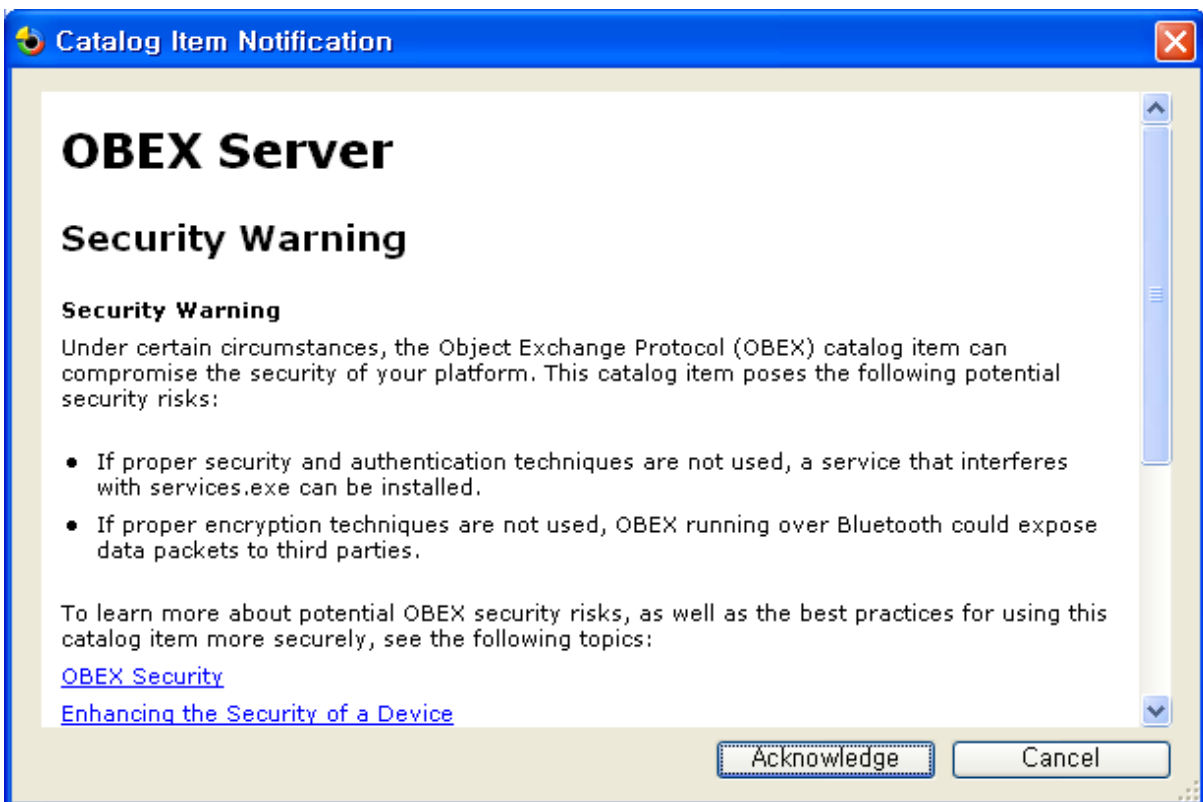 Catalog Item Notification
OBEX Server
Security Warning
Security Warning
Under certain circumstances, the Object Exchange Protocol (OBEX) catalog item can
compromise the security of your platform. This catalog item poses the following potential
security risks:
● If proper security and authentication techniques are not used, a service that interferes
with services.exe can be installed.
● If proper encryption techniques are not used, OBEX running over Bluetooth could expose
data packets to third parties.
To learn more about potential OBEX security risks, as well as the best practices for using this
catalog item more securely, see the following topics:
OBEX Security
Enhancing the Security of a Device
Acknowledge Cancel